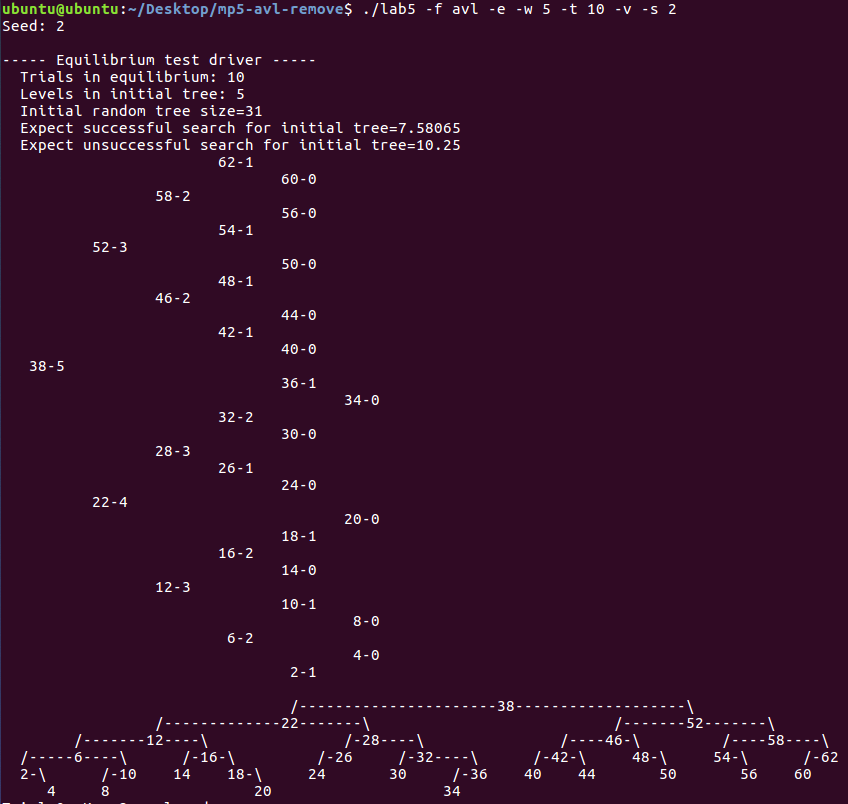 ubuntu@ubuntu:~/Desktop/mp5-avl-remove$ ./lab5 -f avl -e -w 5 -t 10 -v -s 2
Seed: 2
----- Equilibrium test driver -----
  Trials in equilibrium: 10
  Levels in initial tree: 5
  Initial random tree size=31
  Expect successful search for initial tree=7.58065
  Expect unsuccessful search for initial tree=10.25
                        62-1
                               60-0
                 58-2
                               56-0
                        54-1
          52-3
                               50-0
                        48-1
                 46-2
                               44-0
                        42-1
                               40-0
   38-5
                               36-1
                                      34-0
                        32-2
                               30-0
                 28-3
                        26-1
                               24-0
          22-4
                                      20-0
                               18-1
                        16-2
                               14-0
                 12-3
                               10-1
                                       8-0
                         6-2
                                       4-0
                                2-1
                                /----------------------38-------------------\
                 /-------------22-------\                           /-------52-------\
        /-------12----\               /-28----\               /----46-\         /----58----\
  /-----6----\      /-16-\         /-26     /-32----\      /-42-\     48-\     54-\     /-62
  2-\      /-10    14    18-\     24       30     /-36    40    44      50       56    60
     4     8                20                   34